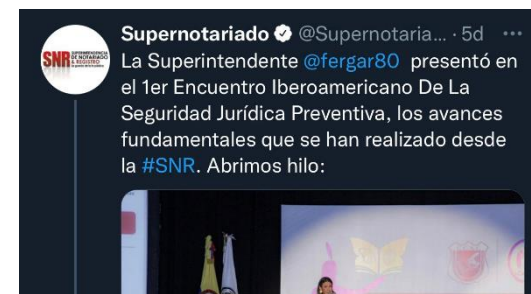 Supernotariado @Supernotaria... · 5d ...
SNR SUPERINTENDENCIA
DE NOTARIADO
& REGISTRO
La Superintendente @fergar80 presentó en
el 1er Encuentro Iberoamericano De La
Seguridad Jurídica Preventiva, los avances
fundamentales que se han realizado desde
la #SNR. Abrimos hilo: